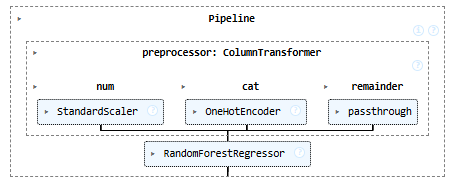 Pipeline
i ?
preprocessor: ColumnTransformer
?
num cat remainder
StandardScaler ? OneHotEncoder ? passthrough
RandomForestRegressor ?